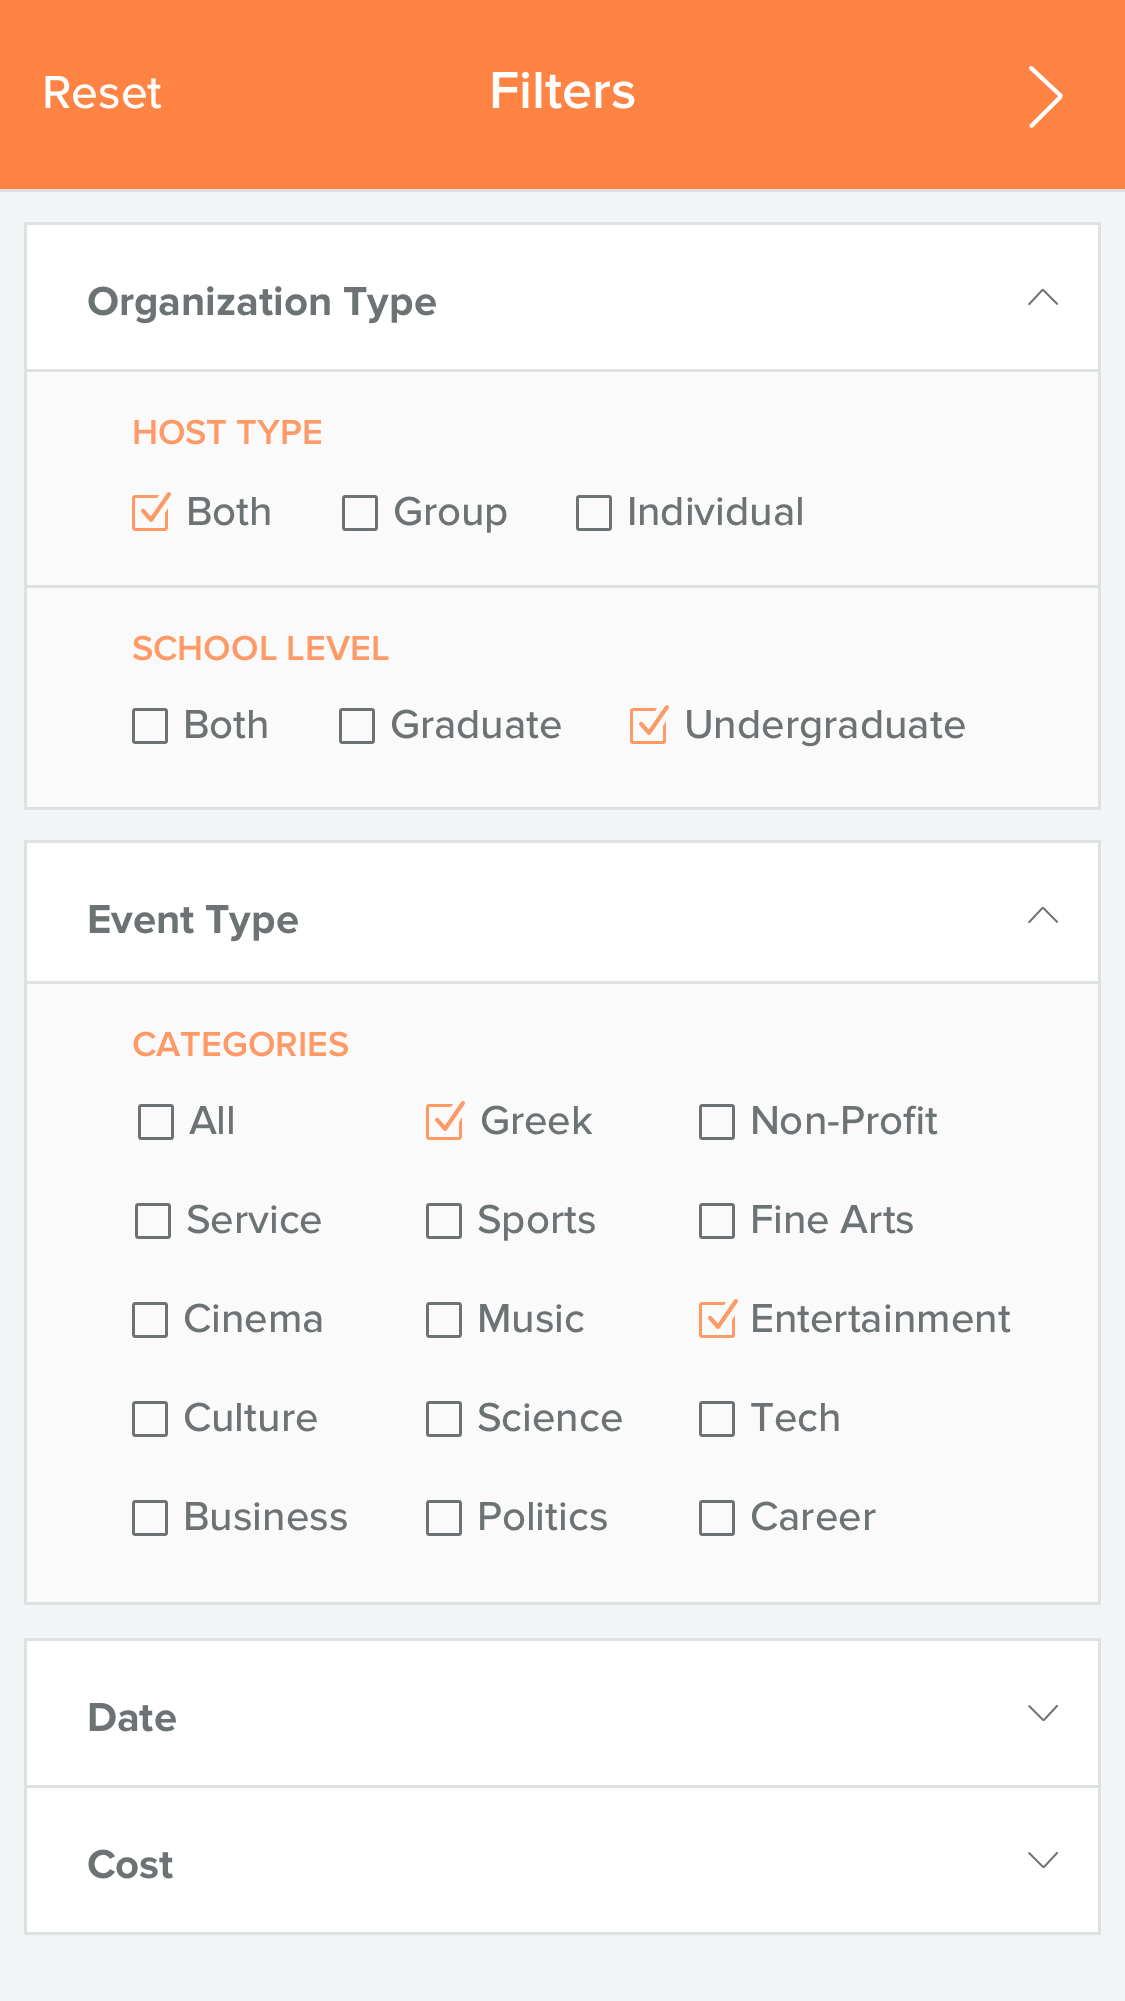 Reset Filters
Organization Type
HOST TYPE
Both Group Individual
SCHOOL LEVEL
Both Graduate Undergraduate
Event Type
CATEGORIES
All Greek Non-Profit
Service Sports Fine Arts
Cinema Music Entertainment
Culture Science Tech
Business Politics Career
Date
Cost